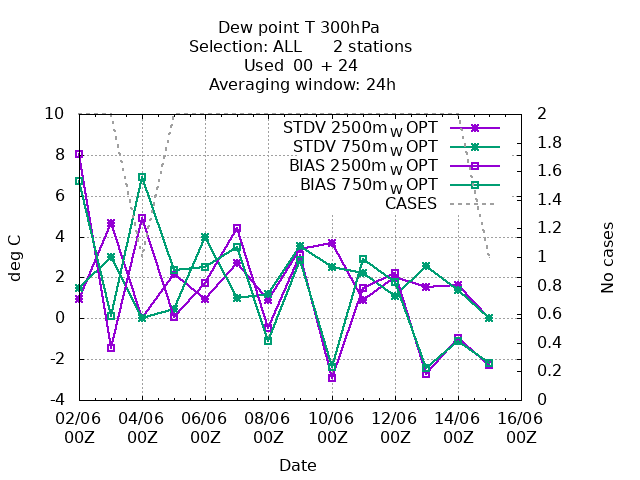 Dew point T 300hPa
Selection: ALL 2 stations
Used 00 + 24
Averaging window: 24h
10
8
6
4
2
0
-2
-4
deg C
STDV 2500m_W OPT
STDV 750m_W OPT
BIAS 2500m_W OPT
BIAS 750m_W OPT
CASES
2
1.8
1.6
1.4
1.2
1
0.8
0.6
0.4
0.2
0
No cases
02/06 04/06 06/06 08/06 10/06 12/06 14/06 16/06
00Z 00Z 00Z 00Z 00Z 00Z 00Z 00Z
Date